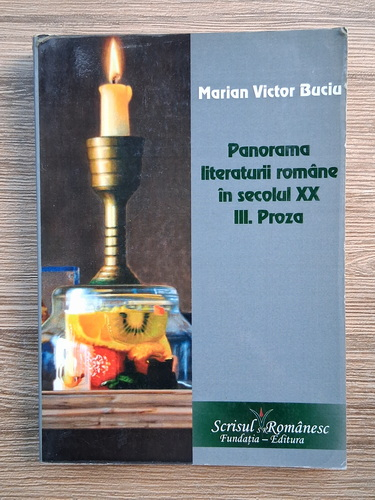 Marian Victor Buciu
Panorama
literaturii române
în secolul XX
III. Proza
Scrisul Românesc
Fundația – Editura